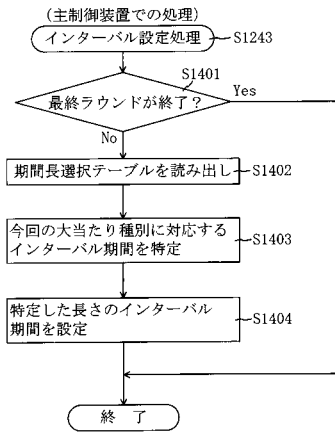 (主制御装置での処理)
インターバル設定処理
S1243
S1401
最終ラウンドが終了？
Yes
No
期間長選択テーブルを読み出し
S1402
今回の大当たり種別に対応する
インターバル期間を特定
S1403
特定した長さのインターバル
期間を設定
S1404
終 了